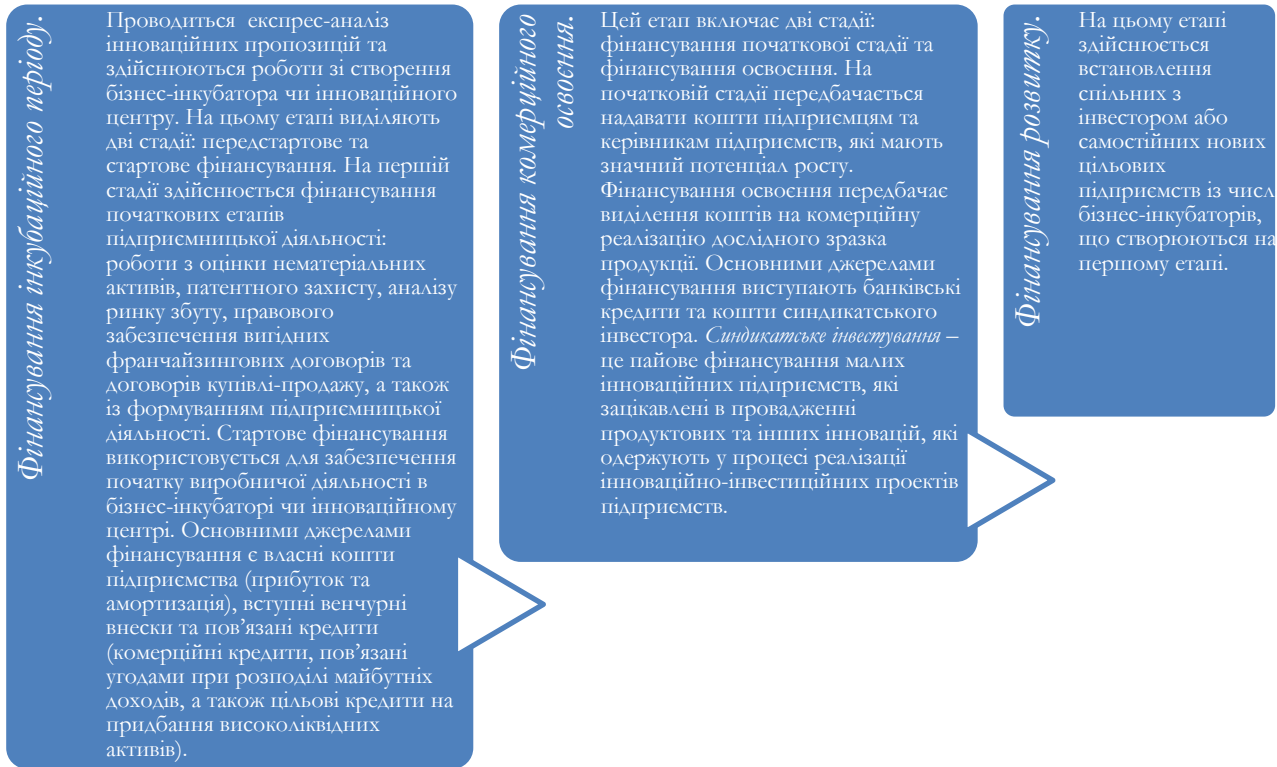 Фінансування інкубаційного періоду.
Проводиться експрес-аналіз
інноваційних пропозицій та
здійснюються роботи зі створення
бізнес-інкубатора чи інноваційного
центру. На цьому етапі виділяють
дві стадії: передстартове та
стартове фінансування. На першій
стадії здійснюється фінансування
початкових етапів
підприємницької діяльності:
роботи з оцінки нематеріальних
активів, патентного захисту, аналізу
ринку збуту, правового
забезпечення вигідних
франчайзингових договорів та
договорів купівлі-продажу, а також
із формуванням підприємницької
діяльності. Стартове фінансування
використовується для забезпечення
початку виробничої діяльності в
бізнес-інкубаторі чи інноваційному
центрі. Основними джерелами
фінансування є власні кошти
підприємства (прибуток та
амортизація), вступні венчурні
внески та пов’язані кредити
(комерційні кредити, пов’язані
угодами при розподілі майбутніх
доходів, а також цільові кредити на
придбання високоліквідних
активів).
Фінансування комерційного
освоєння.
Цей етап включає дві стадії:
фінансування початкової стадії та
фінансування освоєння. На
початковій стадії передбачається
надавати кошти підприємцям та
керівникам підприємств, які мають
значний потенціал росту.
Фінансування освоєння передбачає
виділення коштів на комерційну
реалізацію дослідного зразка
продукції. Основними джерелами
фінансування виступають банківські
кредити та кошти синдикатського
інвестора. Синдикатське інвестування –
це пайове фінансування малих
інноваційних підприємств, які
зацікавлені в провадженні
продуктових та інших інновацій, які
одержують у процесі реалізації
інноваційно-інвестиційних проектів
підприємств.
Фінансування розвитку.
На цьому етапі
здійснюється
встановлення
спільних з
інвестором або
самостійних нових
цільових
підприємств із числа
бізнес-інкубаторів,
що створюються на
першому етапі.